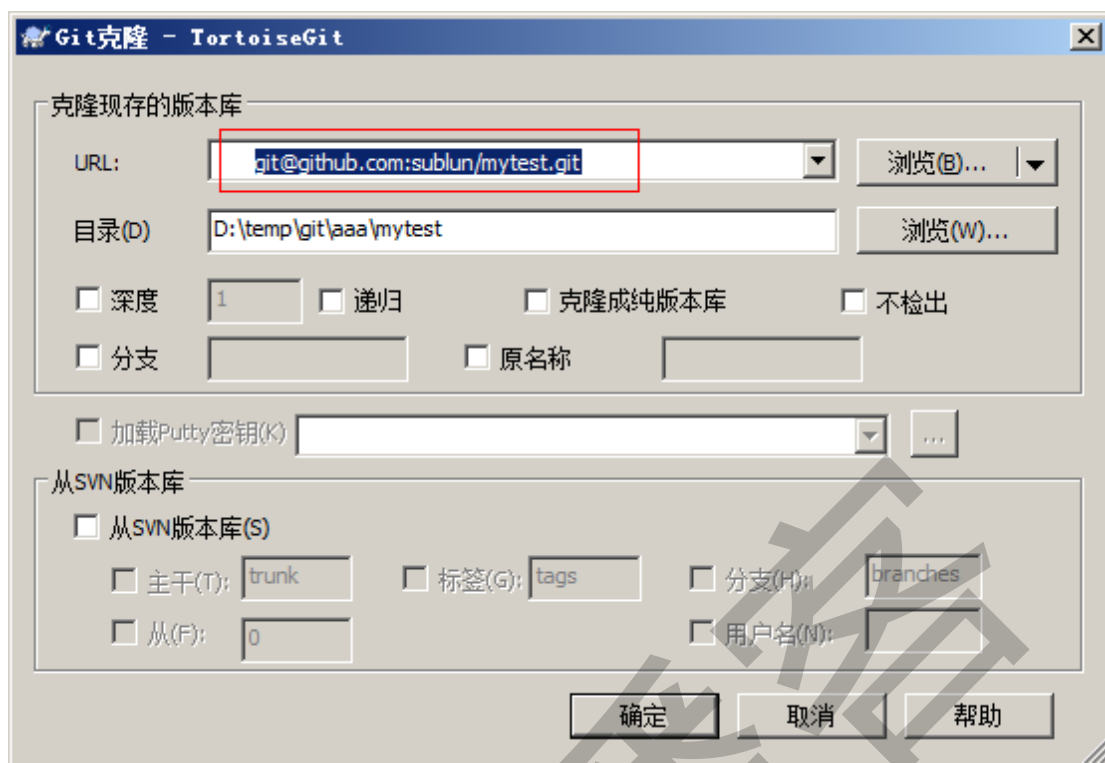 Git克隆 - TortoiseGit
克隆现存的版本库
URL: git@github.com:sublun/mytest.git 浏览(B)...
目录(D) D:\temp\git\aaa\mytest 浏览(W)...
深度 1 递归 克隆成纯版本库 不检出
分支 原名称
加载Putty密钥(K) ...
从SVN版本库
从SVN版本库(S)
主干(T): trunk 标签(G): tags 分支(H): branches
从(F): 0 用户名(N):
确定 取消 帮助